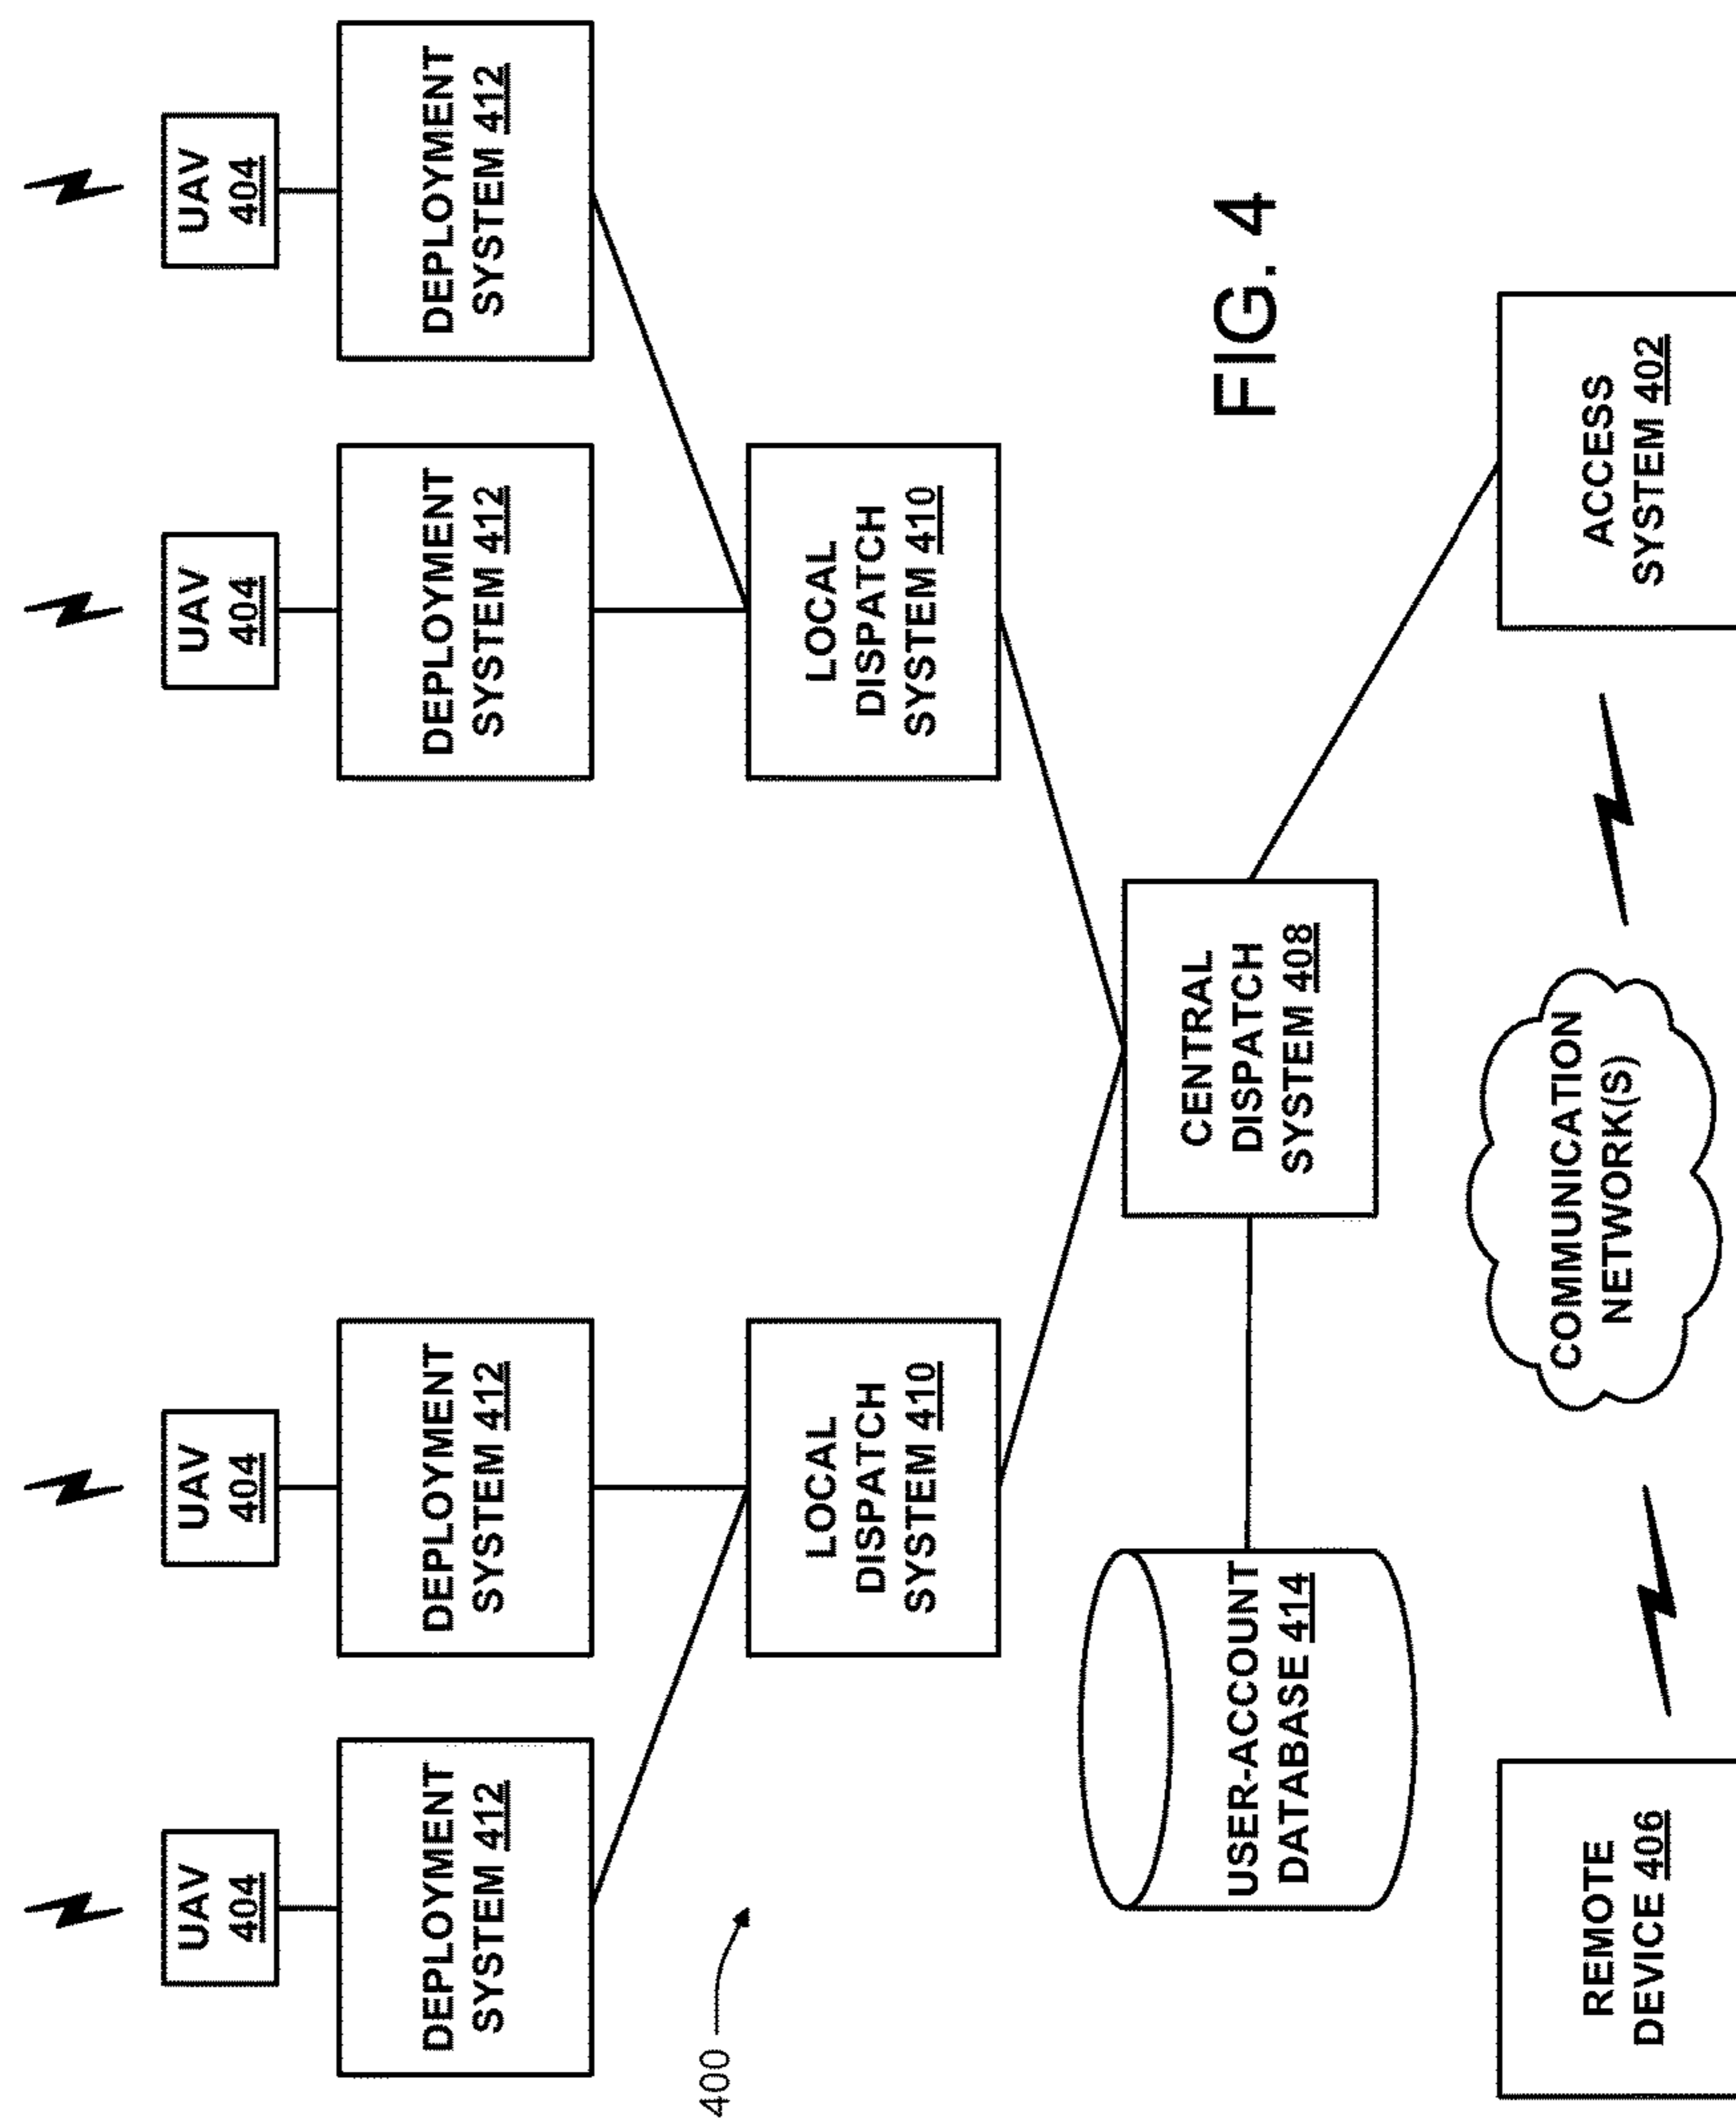 UAV
404
UAV
404
UAV
404
UAV
404
DEPLOYMENT
SYSTEM 412
DEPLOYMENT
SYSTEM 412
DEPLOYMENT
SYSTEM 412
DEPLOYMENT
SYSTEM 412
400
LOCAL
DISPATCH
SYSTEM 410
LOCAL
DISPATCH
SYSTEM 410
USER-ACCOUNT
DATABASE 414
CENTRAL
DISPATCH
SYSTEM 408
FIG. 4
REMOTE
DEVICE 406
COMMUNICATION
NETWORK(S)
ACCESS
SYSTEM 402